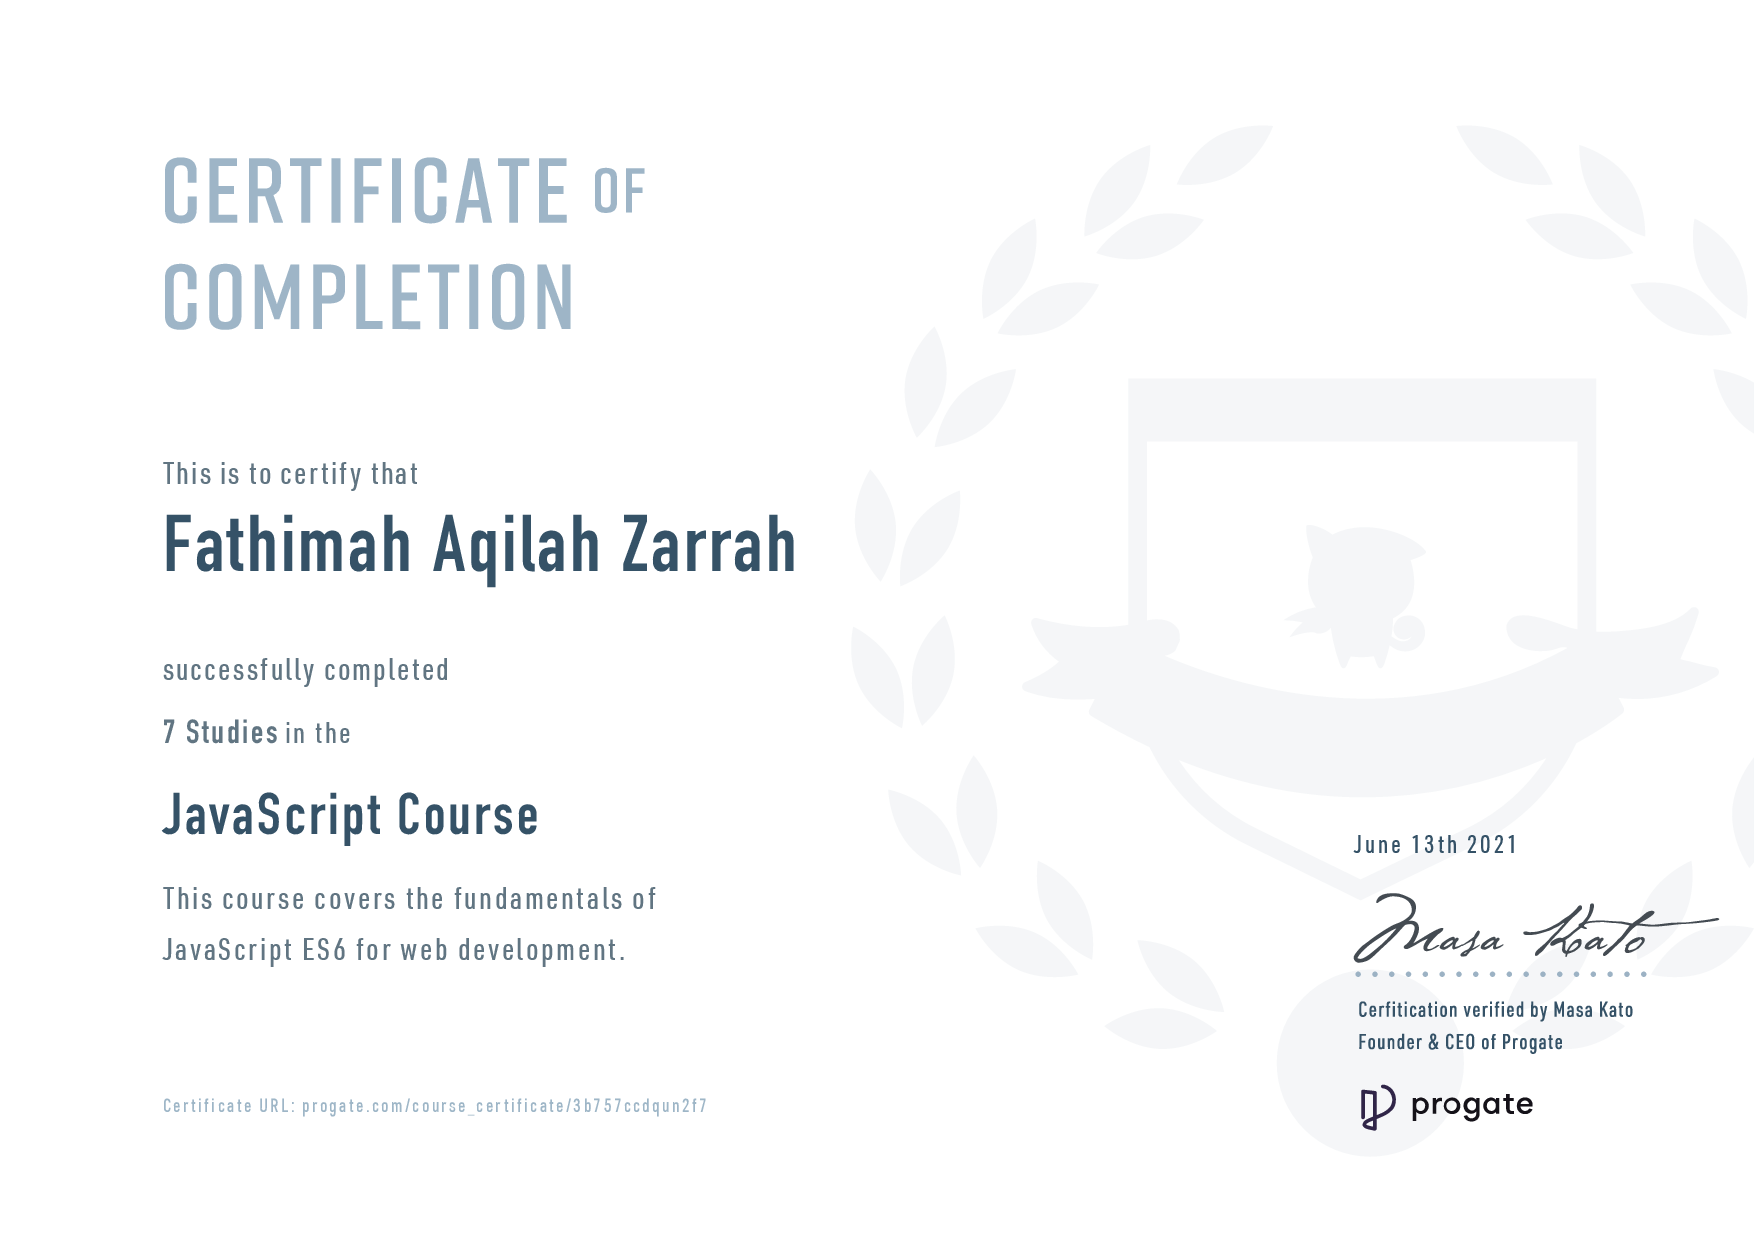 CERTIFICATE OF
COMPLETION
This is to certify that
Fathimah Aqilah Zarrah
successfully completed
7 Studies in the
JavaScript Course
This course covers the fundamentals of
JavaScript ES6 for web development.
Certificate URL: progate.com/course_certificate/3b757ccdqun2f7
June 13th 2021
Masa Kato
Cerfitication verified by Masa Kato
Founder & CEO of Progate
progate